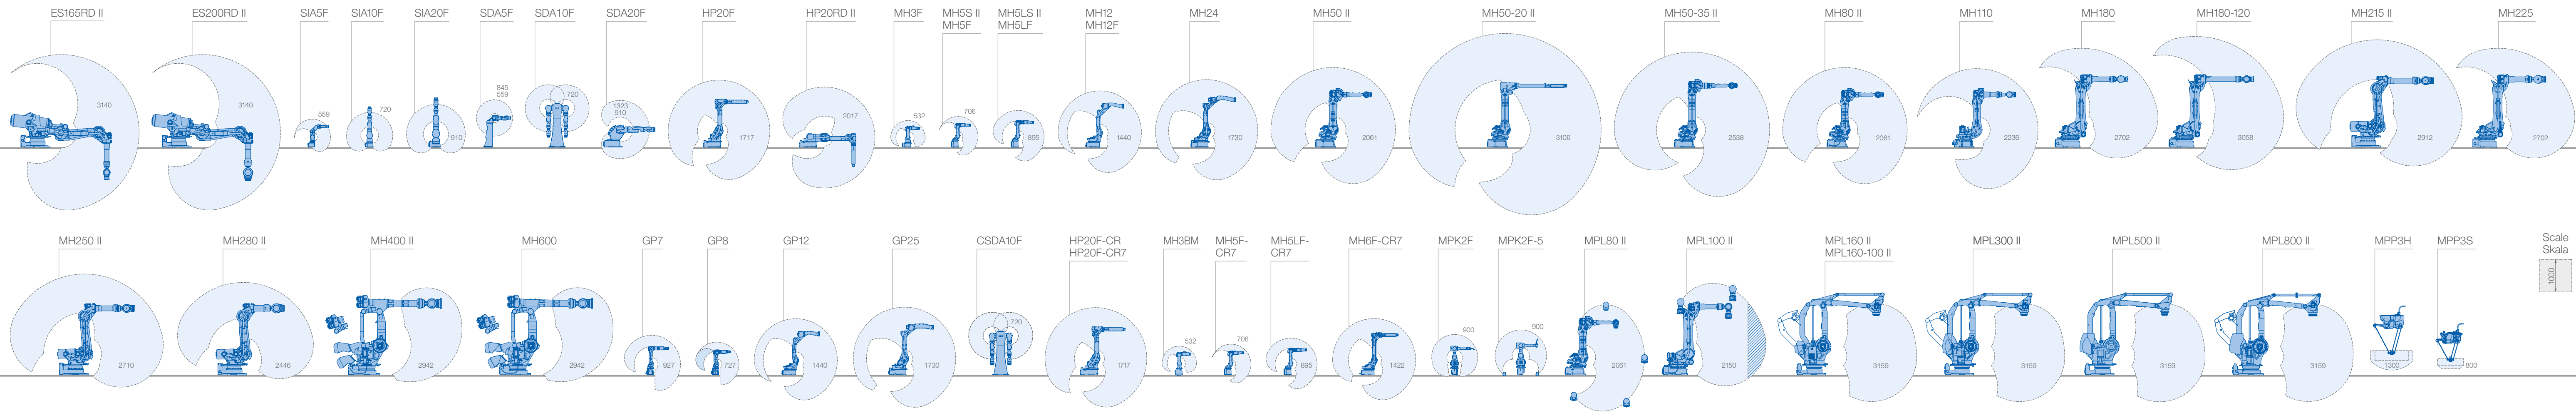 ES165RD II
3140
ES200RD II
3140
SIA5F
559
SIA10F
720
SIA20F
910
SDA5F
845
559
SDA10F
720
SDA20F
1323
910
HP20F
1717
HP20RD II
2017
MH3F
532
MH5S II
MH5F
706
MH5LS II
MH5LF
895
MH12
MH12F
1440
MH24
1730
MH50 II
2061
MH50-20 II
3106
MH50-35 II
2538
MH80 II
2061
MH110
2236
MH180
2702
MH180-120
3058
MH215 II
2912
MH225
2702
MH250 II
2710
MH280 II
2446
MH400 II
2942
MH600
2942
GP7
927
GP8
727
GP12
1440
GP25
1730
CSDA10F
720
HP20F-CR
HP20F-CR7
1717
MH3BM
532
MH5F-
CR7
706
MH5LF-
CR7
895
MH6F-CR7
1422
MPK2F
900
MPK2F-5
900
MPL80 II
2061
MPL100 II
2150
MPL160 II
MPL160-100 II
3159
MPL300 II
3159
MPL500 II
3159
MPL800 II
3159
MPP3H
1300
MPP3S
800
Scale
Skala
1000